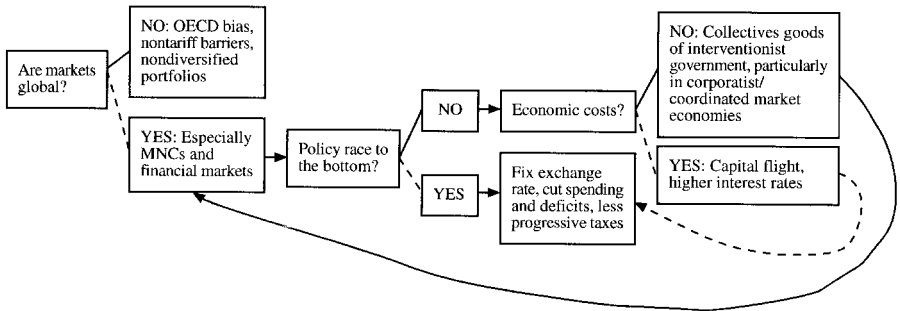 Are markets
global?
NO: OECD bias,
nontariff barriers,
nondiversified
portfolios
YES: Especially
MNCs and
financial markets
Policy race to
the bottom?
NO
YES
Economic costs?
Fix exchange
rate, cut spending
and deficits, less
progressive taxes
NO: Collectives goods
of interventionist
government, particularly
in corporatist/
coordinated market
economies
YES: Capital flight,
higher interest rates